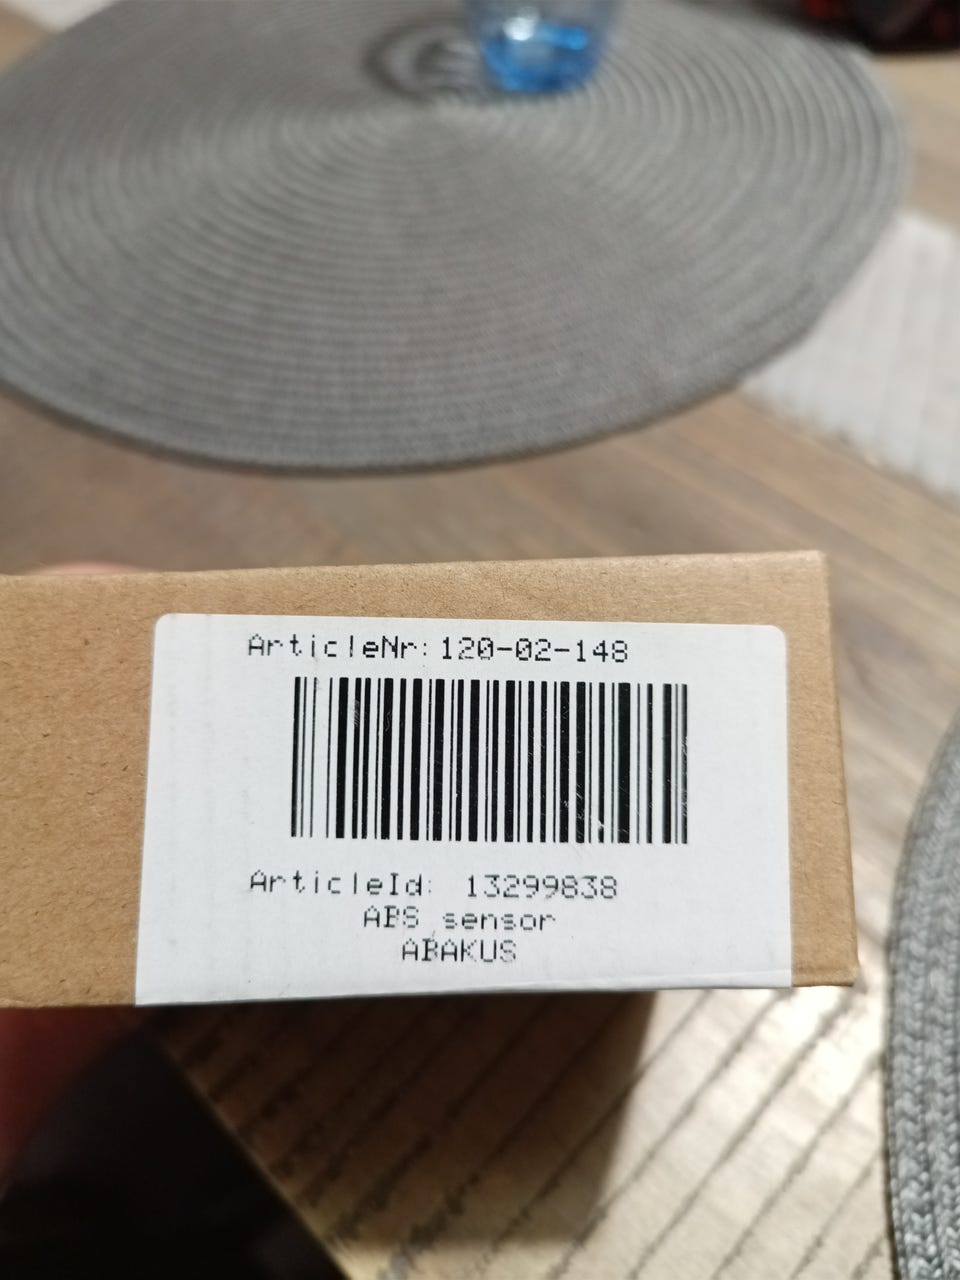 ArticleNr:120-02-148
ArticleId: 13299838
ABS sensor
ABAKUS